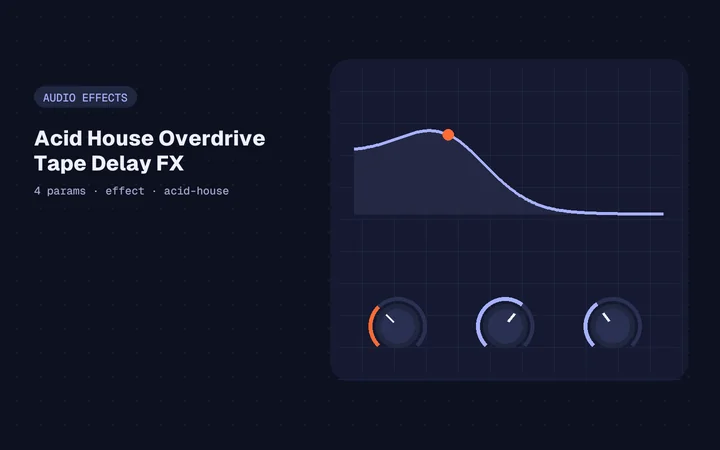 AUDIO EFFECTS
Acid House Overdrive
Tape Delay FX
4 params · effect · acid-house